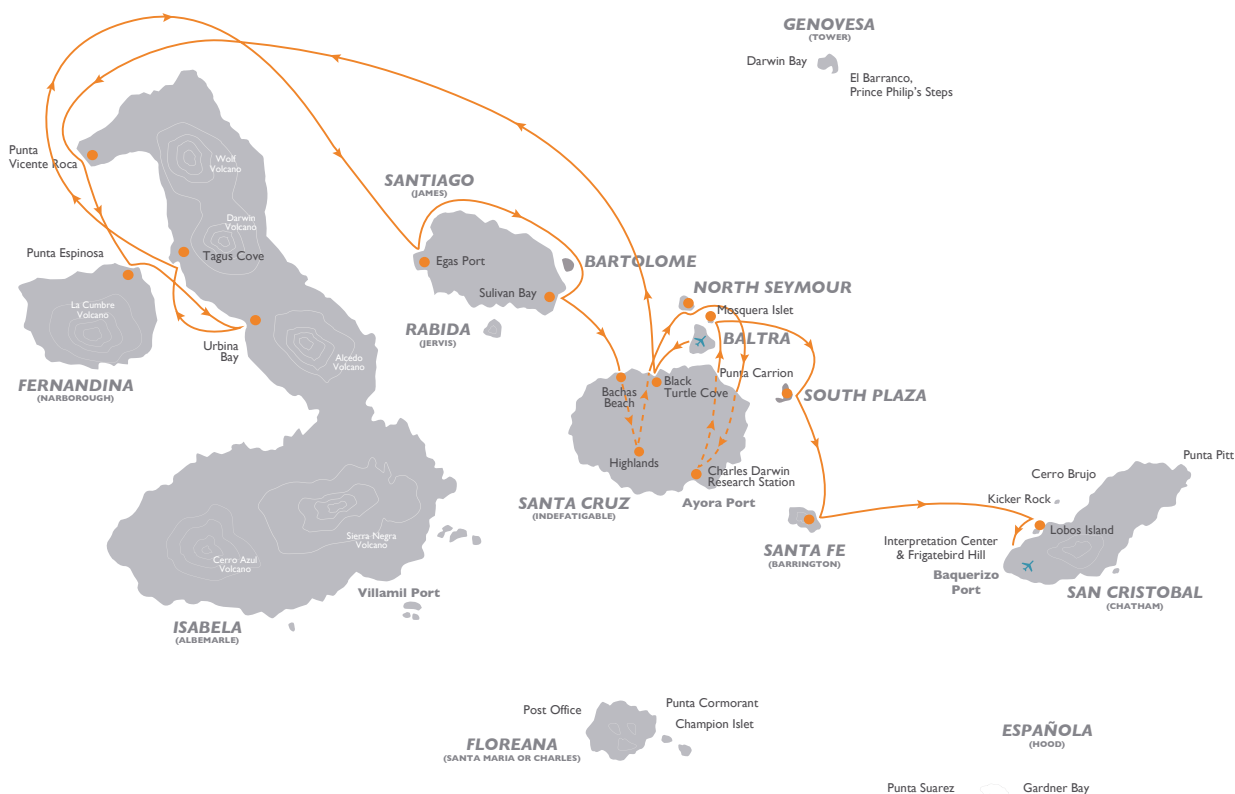 GENOVESA
(TOWER)
Darwin Bay
El Barranco,
Prince Philip's Steps
Punta
Vicente Roca
Wolf
Volcano
SANTIAGO
(JAMES)
Darwin
Volcano
Punta Espinosa
Tagus Cove
Egas Port
BARTOLOME
La Cumbre
Volcano
Sulivan Bay
NORTH SEYMOUR
Mosquera Islet
RABIDA
(JERVIS)
BALTRA
Urbina
Bay
Alcedo
Volcano
FERNANDINA
(NARBOROUGH)
Punta Carrion
Bachas
Beach
Black
Turtle Cove
SOUTH PLAZA
Highlands
Charles Darwin
Research Station
Punta Pitt
Cerro Brujo
Kicker Rock
SANTA CRUZ
(INDEFATIGABLE)
Ayora Port
Lobos Island
Sierra Negra
Volcano
Interpretation Center
& Frigatebird Hill
SANTA FE
(BARRINGTON)
Cerro Azul
Volcano
Baquerizo
Port
Villamil Port
SAN CRISTOBAL
(CHATHAM)
ISABELA
(ALBEMARLE)
Post Office
Punta Cormorant
Champion Islet
FLOREANA
(SANTA MARIA OR CHARLES)
ESPAÑOLA
(HOOD)
Punta Suarez
Gardner Bay